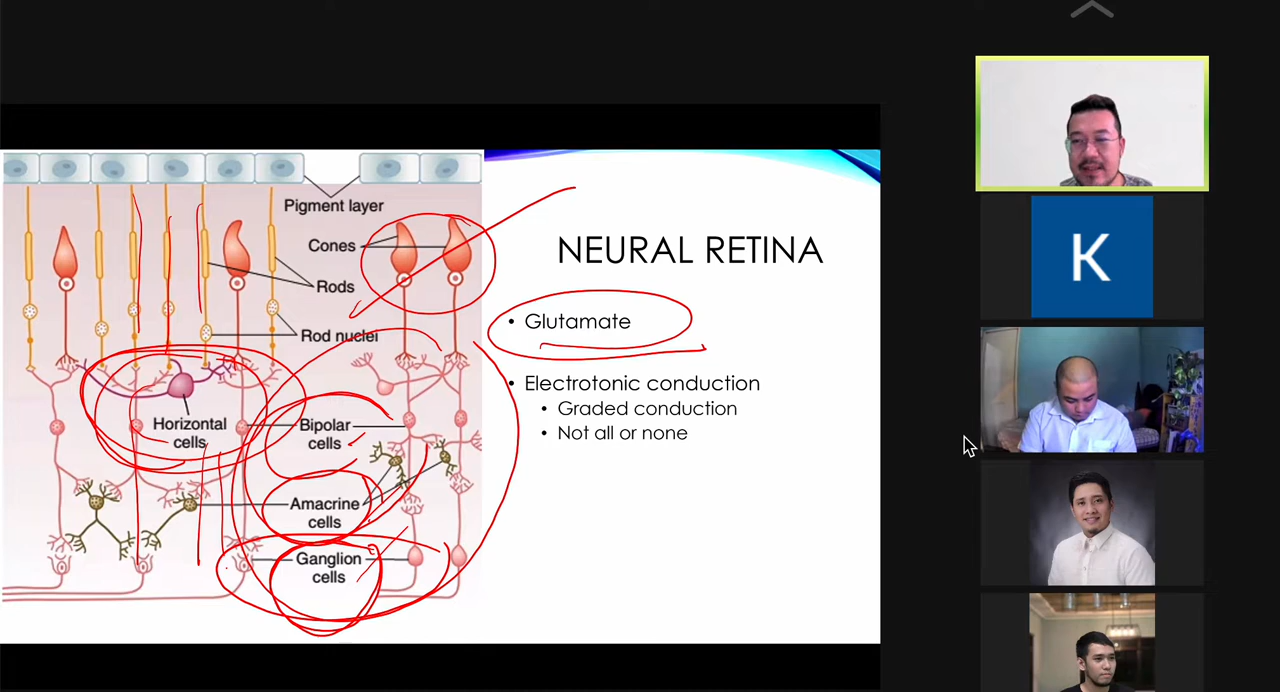 Pigment layer
Cones
Rods
Rod nuclei
Horizontal
cells
Bipolar
cells
Amacrine
cells
Ganglion
cells
NEURAL RETINA
• Glutamate
• Electrotonic conduction
• Graded conduction
• Not all or none
K